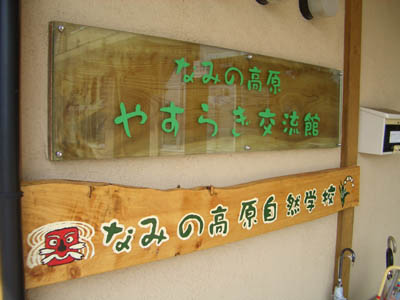 なみの高原
やすらぎ交流館
なみの高原自然学校